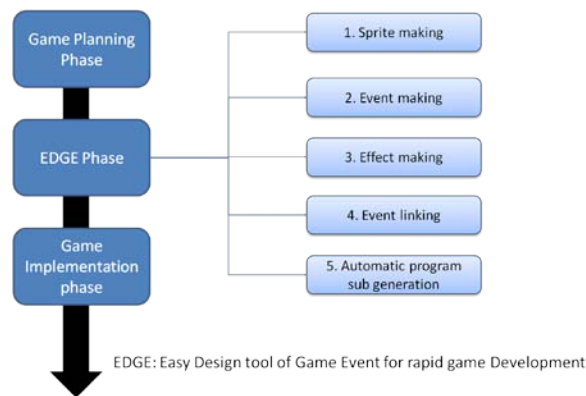 Game Planning
Phase
EDGE Phase
Game
Implementation
phase
1. Sprite making
2. Event making
3. Effect making
4. Event linking
5. Automatic program
sub generation
EDGE: Easy Design tool of Game Event for rapid game Development